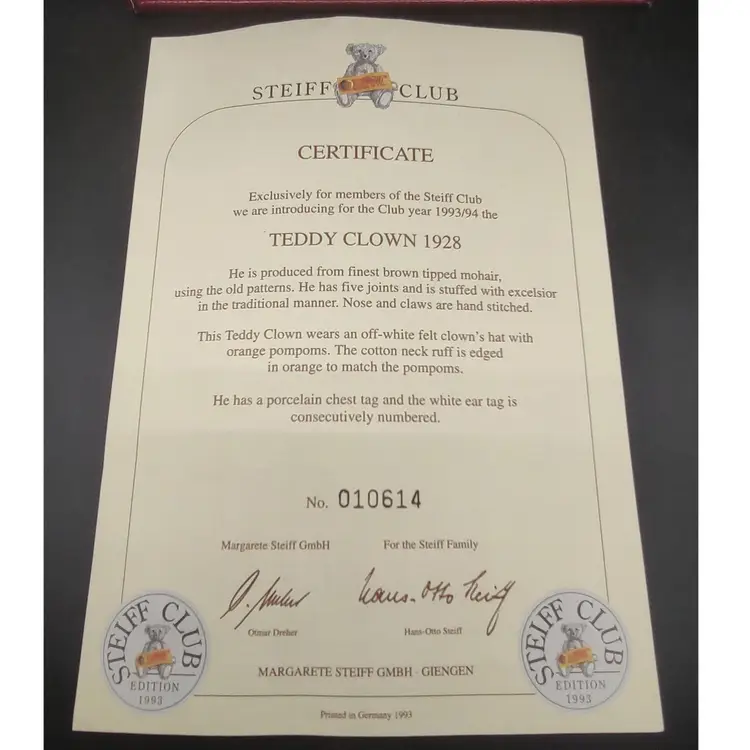 STEIFF CLUB
CERTIFICATE
Exclusively for members of the Steiff Club
we are introducing for the Club year 1993/94 the
TEDDY CLOWN 1928
He is produced from finest brown tipped mohair,
using the old patterns. He has five joints and is stuffed with excelsior
in the traditional manner. Nose and claws are hand stitched.
This Teddy Clown wears an off-white felt clown's hat with
orange pompoms. The cotton neck ruff is edged
in orange to match the pompoms.
He has a porcelain chest tag and the white ear tag is
consecutively numbered.
No. 010614
Margarete Steiff GmbH For the Steiff Family
Hans-Otto Steiff
Otmar Dreher Hans-Otto Steiff
STEIFF CLUB
EDITION
1993
STEIFF CLUB
EDITION
1993
MARGARETE STEIFF GMBH · GIENGEN
Printed in Germany 1993